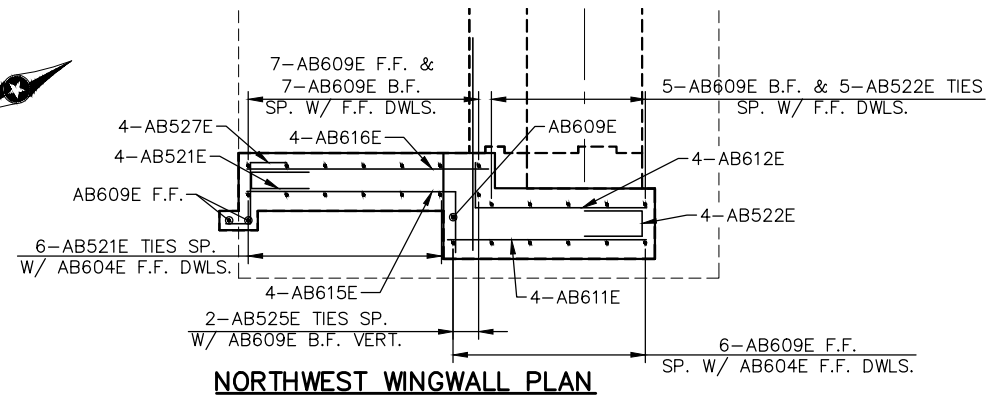 7-AB609E F.F. &
7-AB609E B.F.
SP. W/ F.F. DWLS.
5-AB609E B.F. & 5-AB522E TIES
SP. W/ F.F. DWLS.
4-AB527E
4-AB616E
AB609E
4-AB521E
4-AB612E
AB609E F.F.
4-AB522E
6-AB521E TIES SP.
W/ AB604E F.F. DWLS.
4-AB615E
4-AB611E
2-AB525E TIES SP.
W/ AB609E B.F. VERT.
6-AB609E F.F.
SP. W/ AB604E F.F. DWLS.
NORTHWEST WINGWALL PLAN